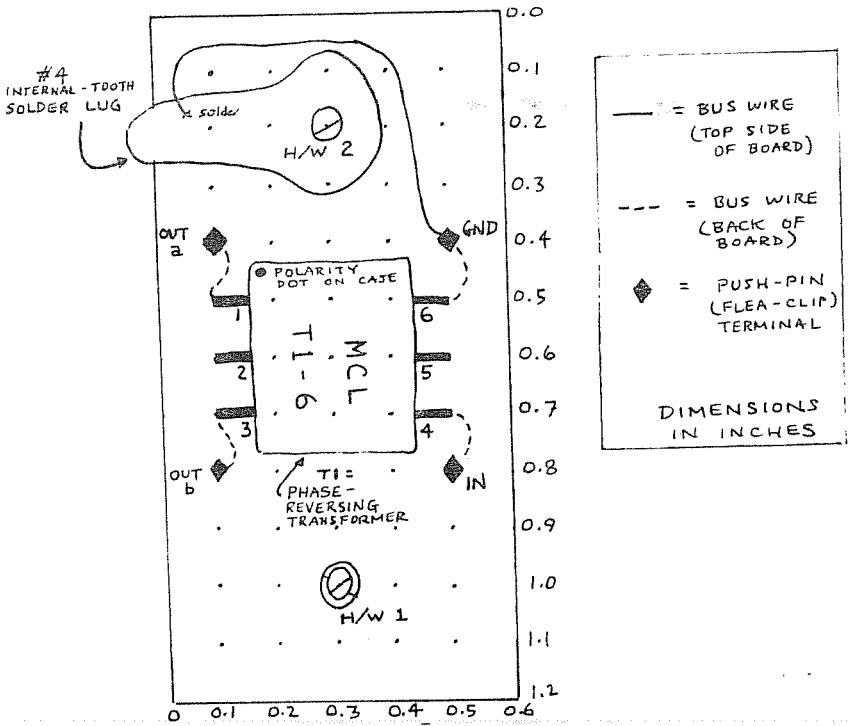 0.0
#4
INTERNAL-TOOTH
SOLDER LUG
0.1
x solder
0.2
H/W 2
0.3
OUT
a
GND
0.4
POLARITY
DOT ON CASE
0.5
1
6
T1-6
MCL
0.6
2
5
0.7
3
4
OUT
b
IN
0.8
T1 =
PHASE-
REVERSING
TRANSFORMER
0.9
1.0
H/W 1
1.1
1.2
0 0.1 0.2 0.3 0.4 0.5 0.6
= BUS WIRE
(TOP SIDE
OF BOARD)
= BUS WIRE
(BACK OF
BOARD)
= PUSH-PIN
(FLEA-CLIP)
TERMINAL
DIMENSIONS
IN INCHES